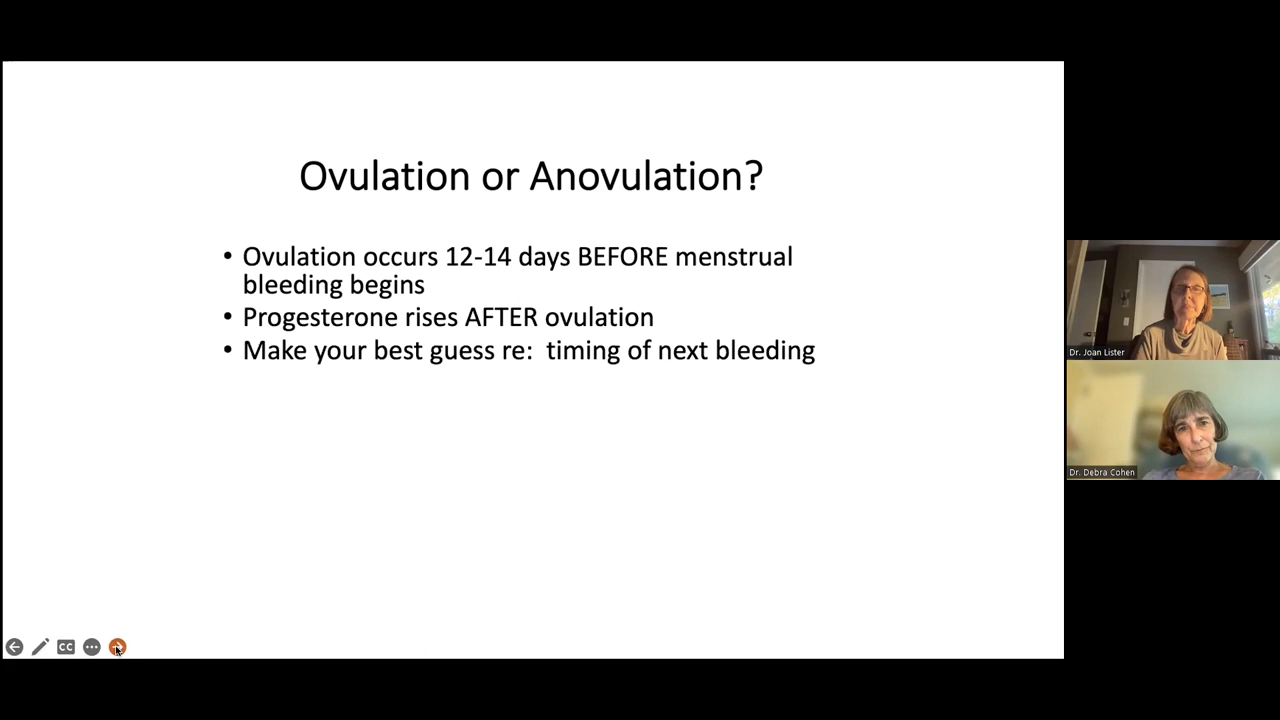 Ovulation or Anovulation?
• Ovulation occurs 12-14 days BEFORE menstrual
bleeding begins
• Progesterone rises AFTER ovulation
• Make your best guess re:  timing of next bleeding
Dr. Joan Lister
Dr. Debra Cohen
CC